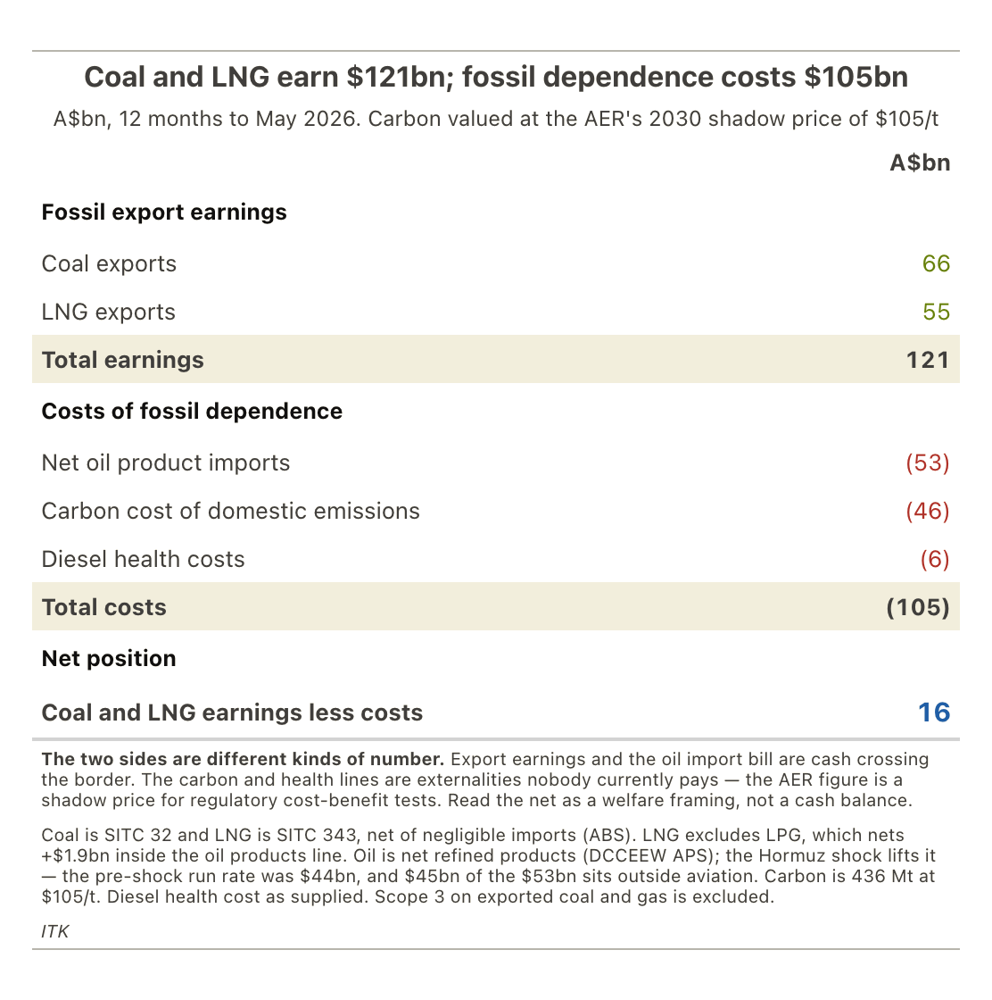 Coal and LNG earn $121bn; fossil dependence costs $105bn
A$bn, 12 months to May 2026. Carbon valued at the AER's 2030 shadow price of $105/t
A$bn
Fossil export earnings
Coal exports 66
LNG exports 55
Total earnings 121
Costs of fossil dependence
Net oil product imports (53)
Carbon cost of domestic emissions (46)
Diesel health costs (6)
Total costs (105)
Net position
Coal and LNG earnings less costs 16
The two sides are different kinds of number. Export earnings and the oil import bill are cash crossing
the border. The carbon and health lines are externalities nobody currently pays — the AER figure is a
shadow price for regulatory cost-benefit tests. Read the net as a welfare framing, not a cash balance.
Coal is SITC 32 and LNG is SITC 343, net of negligible imports (ABS). LNG excludes LPG, which nets
+$1.9bn inside the oil products line. Oil is net refined products (DCCEEW APS); the Hormuz shock lifts it
— the pre-shock run rate was $44bn, and $45bn of the $53bn sits outside aviation. Carbon is 436 Mt at
$105/t. Diesel health cost as supplied. Scope 3 on exported coal and gas is excluded.
ITK